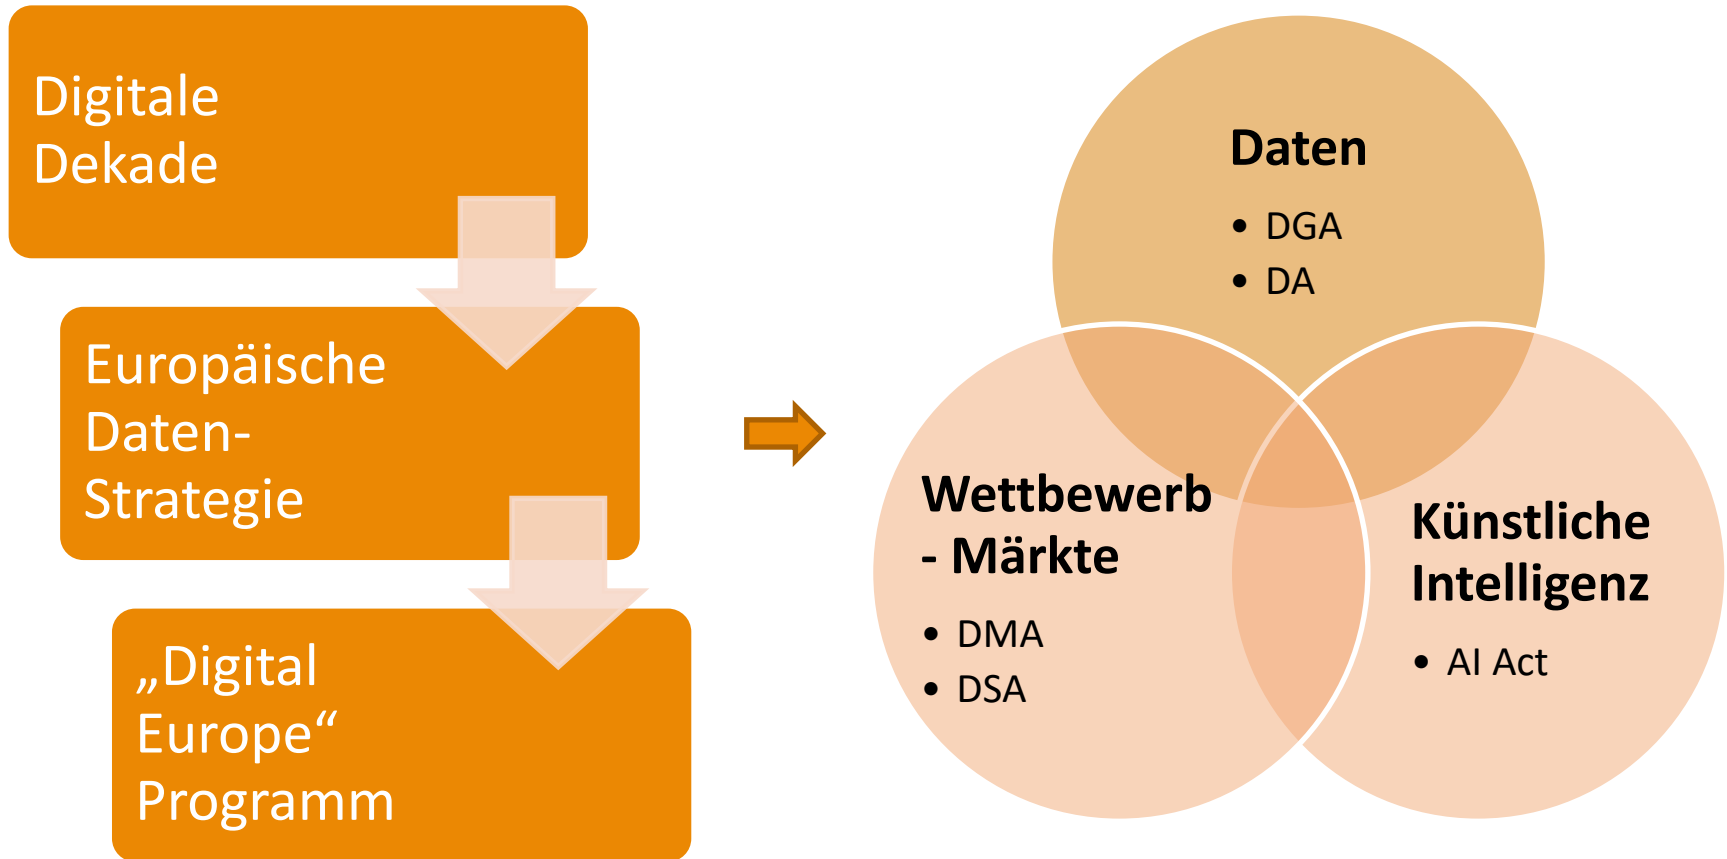 Digitale
Dekade
Europäische
Daten-
Strategie
„Digital
Europe“
Programm
Daten
• DGA
• DA
Wettbewerb
- Märkte
• DMA
• DSA
Künstliche
Intelligenz
• AI Act